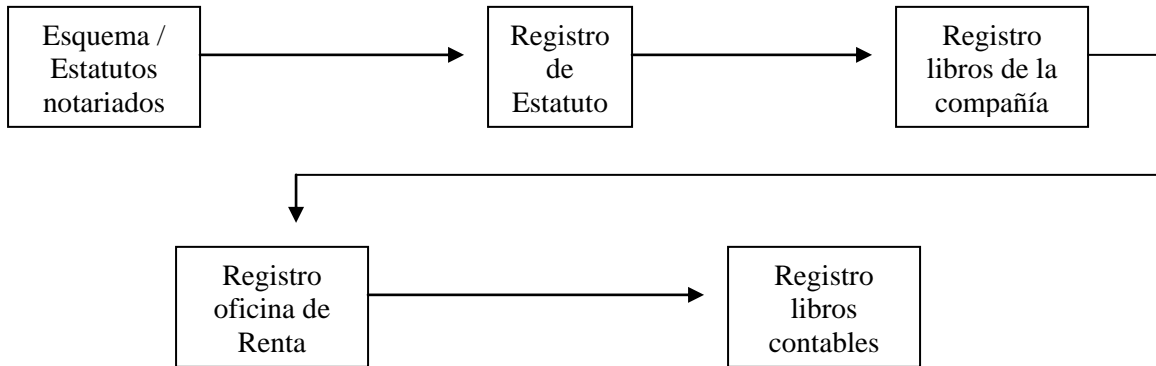 Esquema /
Estatutos
notariados
Registro
de
Estatuto
Registro
libros de la
compañía
Registro
oficina de
Renta
Registro
libros
contables